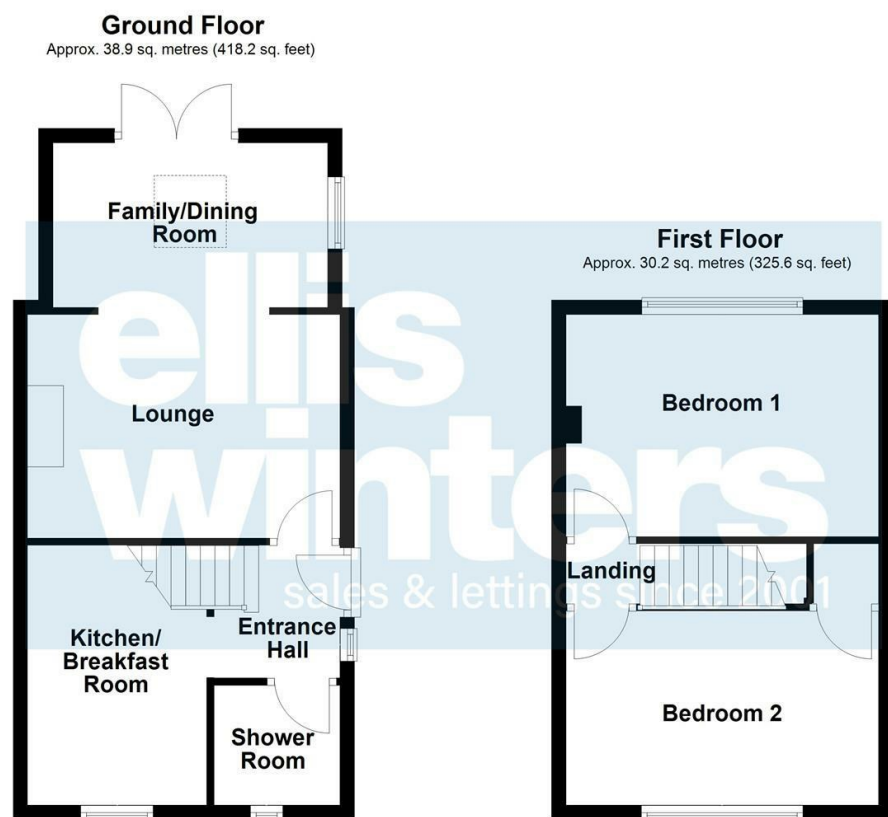 Ground Floor
Approx. 38.9 sq. metres (418.2 sq. feet)
Family/Dining
Room
Lounge
Kitchen/
Breakfast
Room
Entrance
Hall
Shower
Room
First Floor
Approx. 30.2 sq. metres (325.6 sq. feet)
Bedroom 1
Landing
Bedroom 2
ellis
winters
sales & lettings since 2001